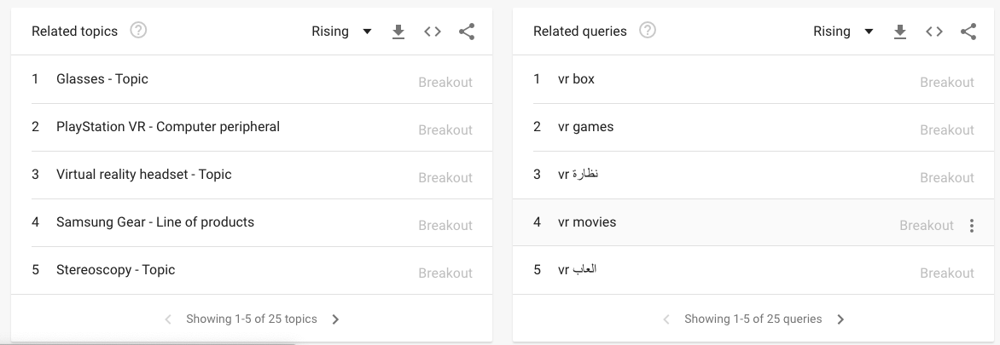 Related topics
Rising
1 Glasses - Topic Breakout
2 PlayStation VR - Computer peripheral Breakout
3 Virtual reality headset - Topic Breakout
4 Samsung Gear - Line of products Breakout
5 Stereoscopy - Topic Breakout
Showing 1-5 of 25 topics
Related queries
Rising
1 vr box Breakout
2 vr games Breakout
3 vr نظارة Breakout
4 vr movies Breakout
5 vr العاب Breakout
Showing 1-5 of 25 queries